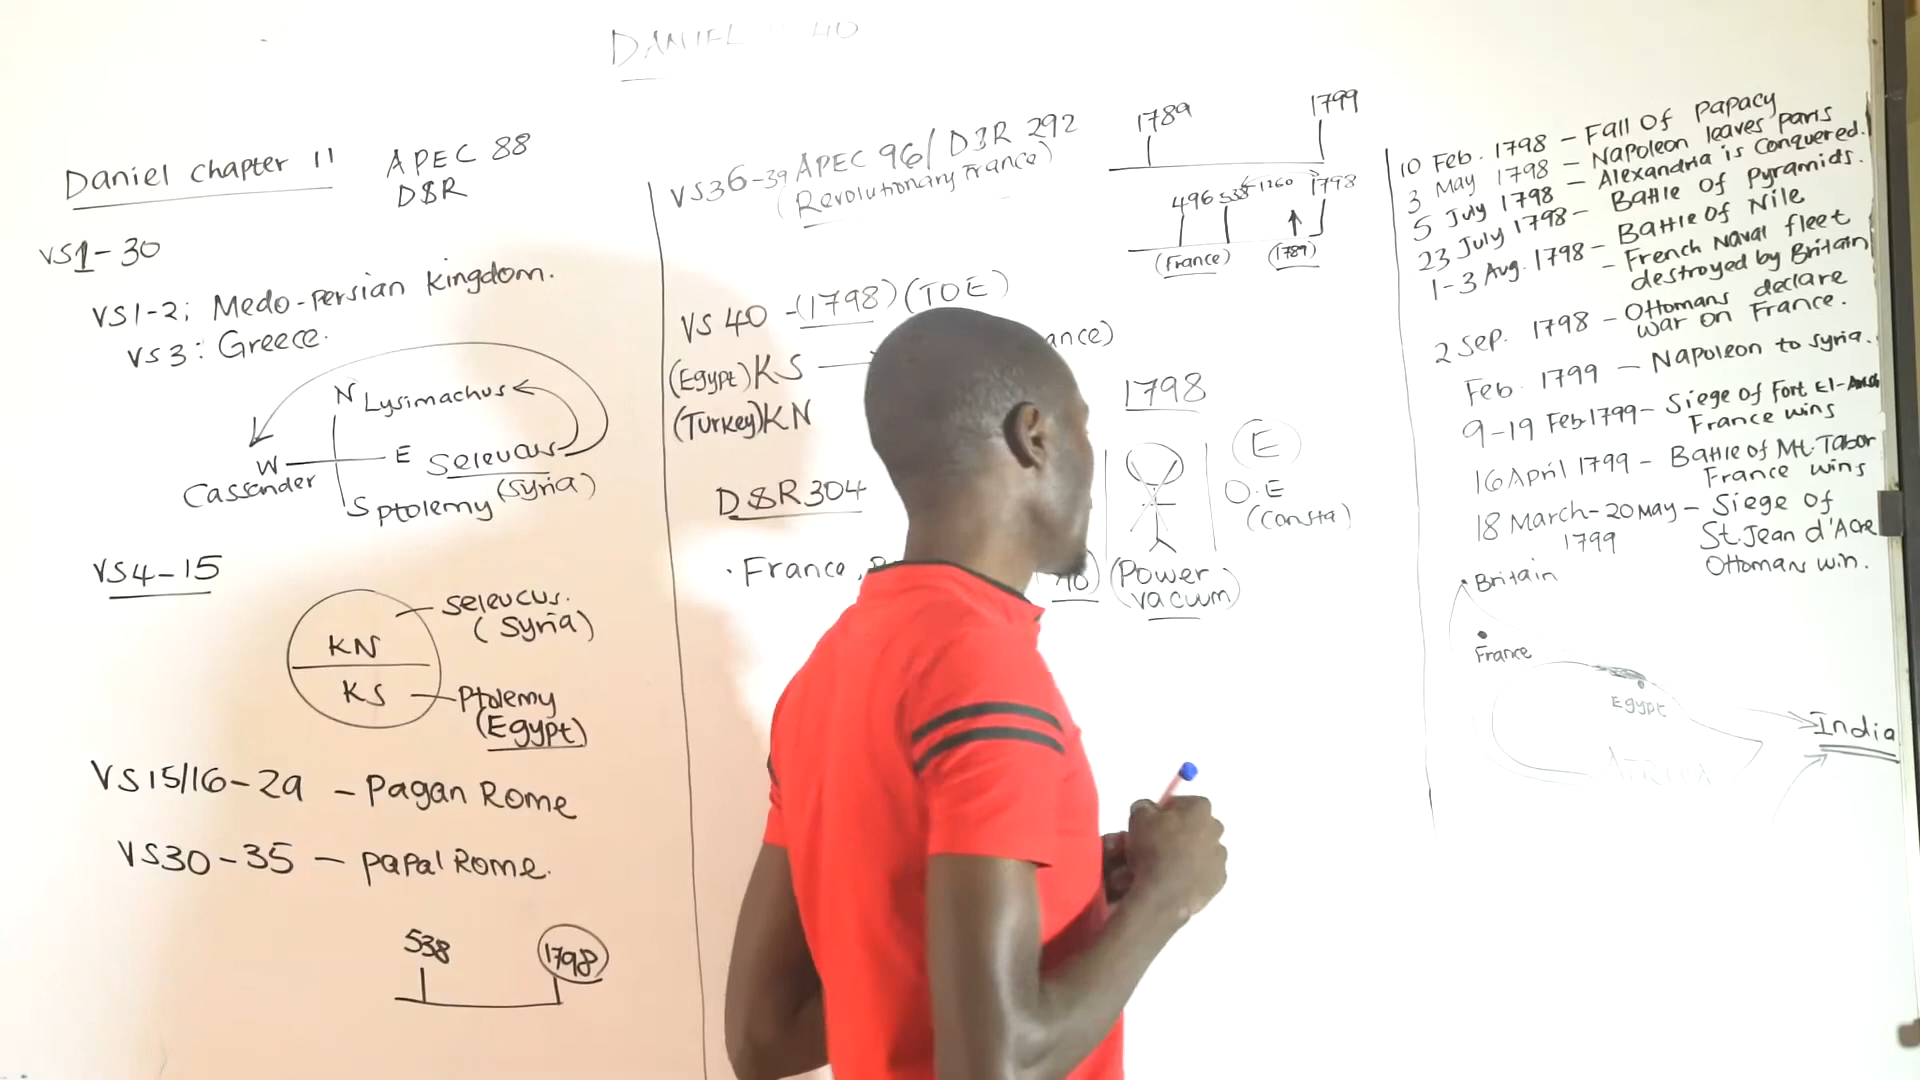 DANIEL 40
Daniel chapter 11
APEC 88
D&R
VS1-30
VS1-2; Medo-persian kingdom.
VS3: Greece.
N Lysimachus
W E Seleucus
Cassander (Syria)
S Ptolemy
VS4-15
KN Seleucus.
(Syria)
KS Ptolemy
(Egypt)
VS15/16-29 - Pagan Rome
VS30-35 - papal Rome.
538 1798
VS36-39 APEC 96/ D&R 292
(Revolutionary France)
1789 1799
496 538 1260 1798
(France) (1789)
VS 40 -(1798) (TOE)
(Egypt) KS
(Turkey) KN
D&R 304
1798
E
O.E
(Consta)
France,
(Power
vacuum)
10 Feb. 1798 - Fall Of Papacy
3 May 1798 - Napoleon leaves paris
5 July 1798 - Alexandria is conquered.
23 July 1798 - Battle Of Pyramids.
1-3 Aug. 1798 - Battle Of Nile
- French Naval fleet
destroyed by Britain
2 Sep. 1798 - Ottomans declare
war on France.
Feb. 1799 - Napoleon to Syria.
9-19 Feb 1799 - Siege of Fort El-
France wins
16 April 1799 - Battle of Mt. Tabor
France wins
18 March-20 May - Siege of
1799 St. Jean d'Acre
Ottomans win.
Britain
France
Egypt
India
AFRICA